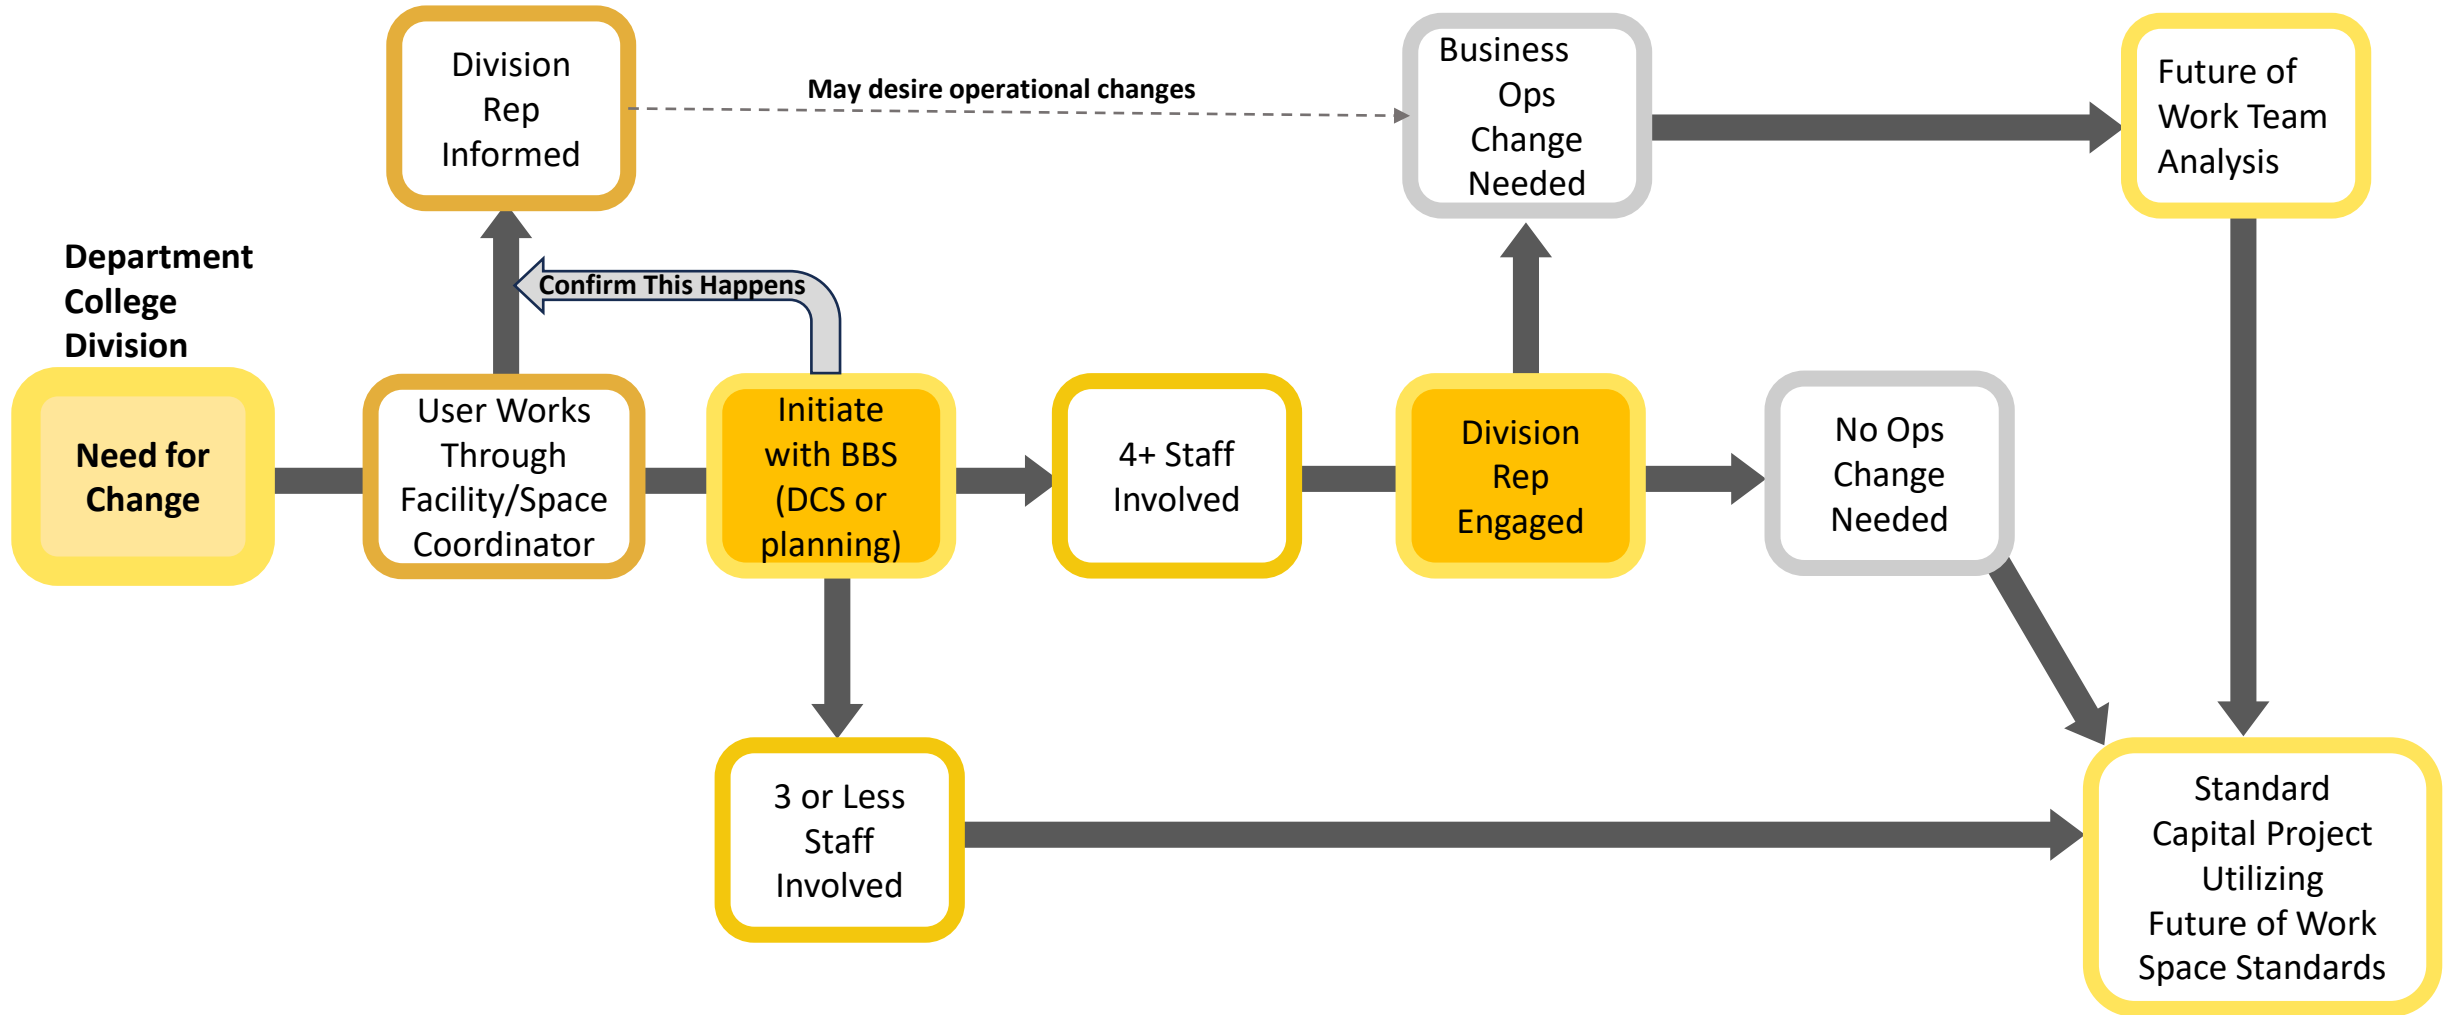 Division
Rep
Informed
May desire operational changes
Business
Ops
Change
Needed
Future of
Work Team
Analysis
Department
College
Division
Confirm This Happens
Need for
Change
User Works
Through
Facility/Space
Coordinator
Initiate
with BBS
(DCS or
planning)
4+ Staff
Involved
Division
Rep
Engaged
No Ops
Change
Needed
3 or Less
Staff
Involved
Standard
Capital Project
Utilizing
Future of Work
Space Standards